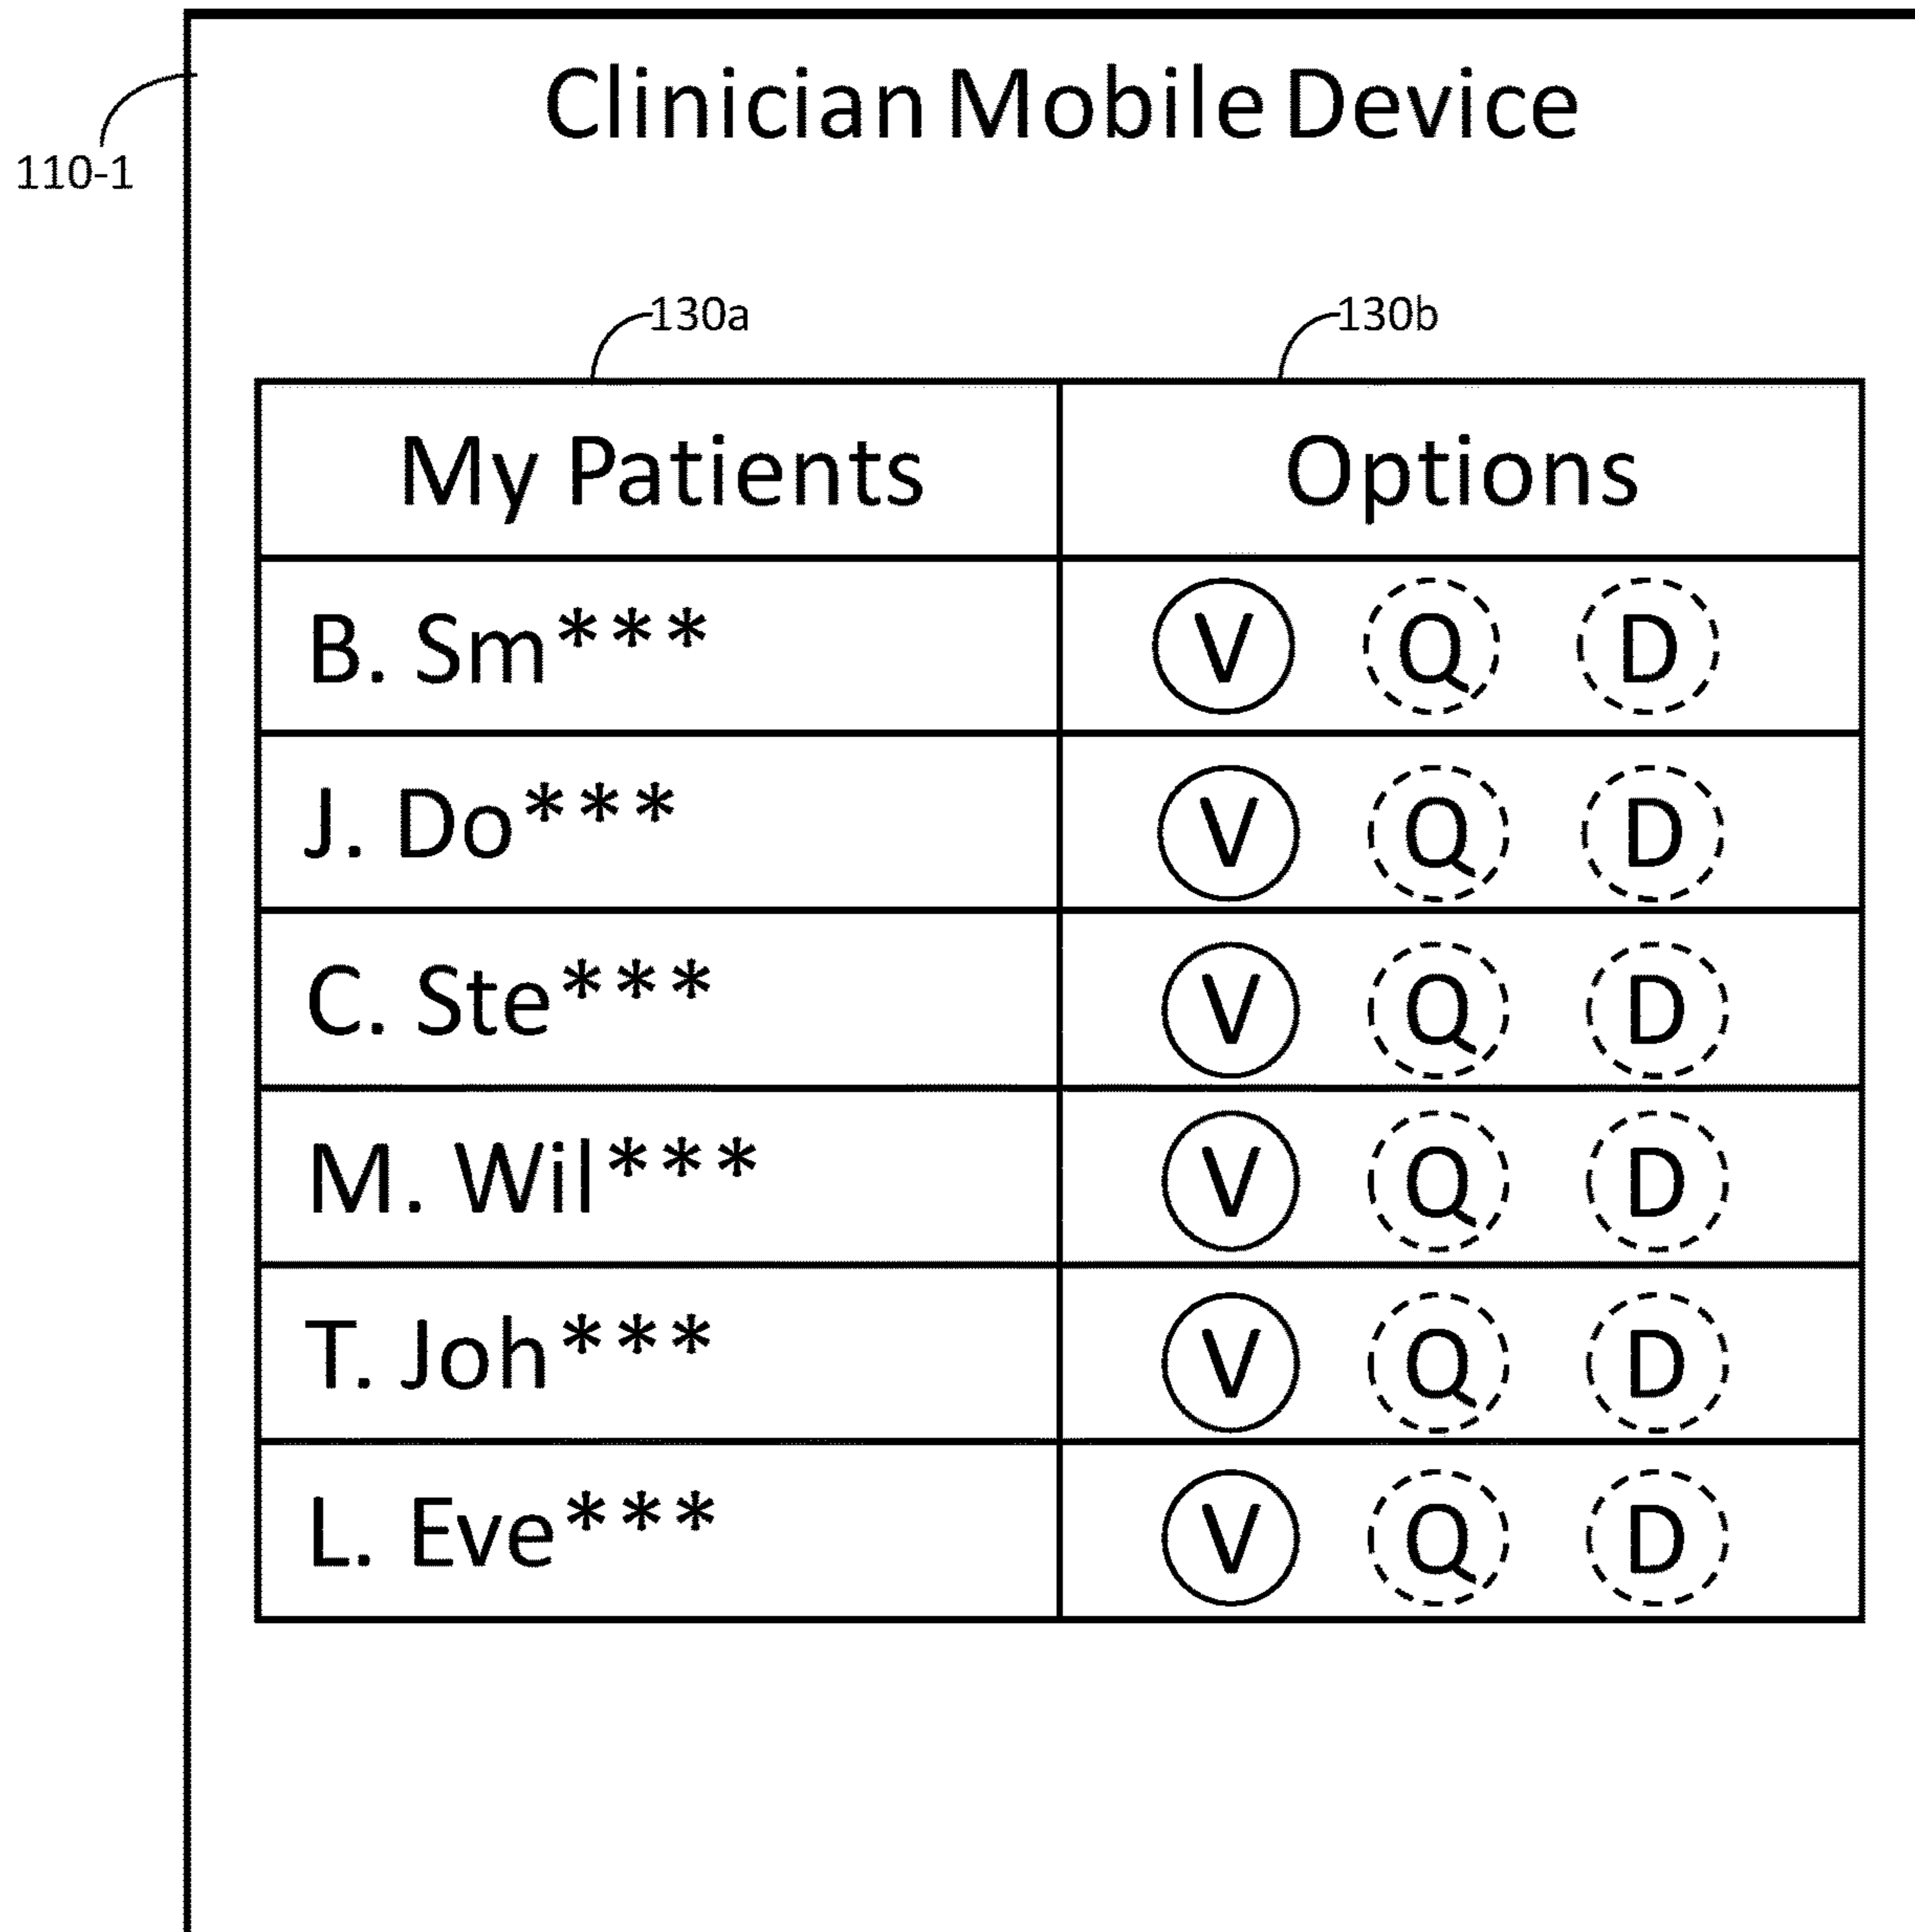 Clinician Mobile Device
110-1
130a 130b
My Patients Options
B. Sm*** V Q D
J. Do*** V Q D
C. Ste*** V Q D
M. Wil*** V Q D
T. Joh*** V Q D
L. Eve*** V Q D